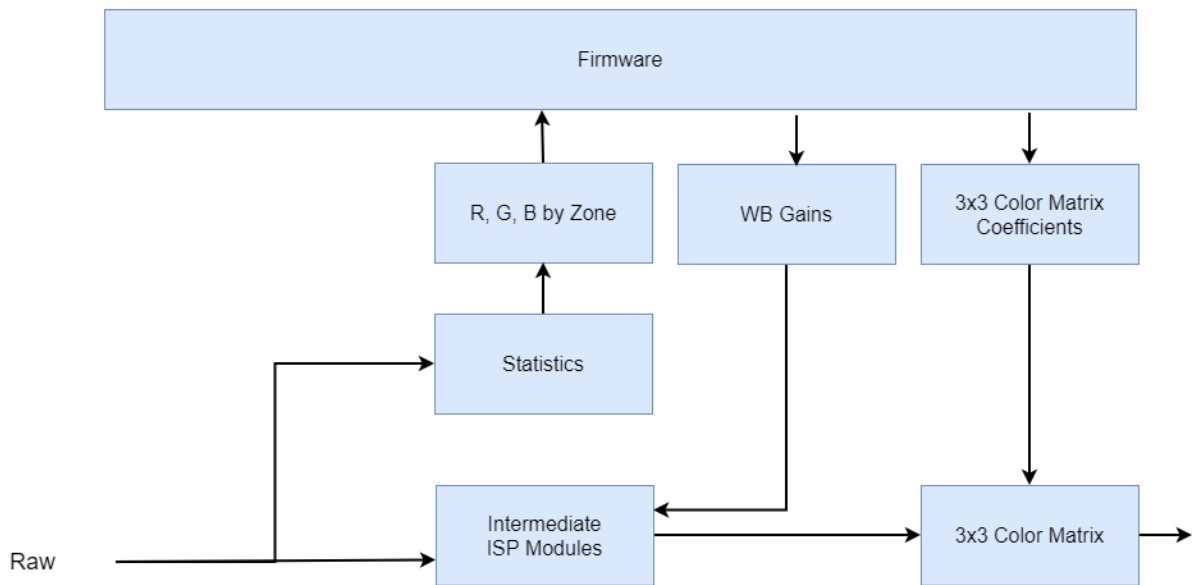 Firmware
R, G, B by Zone
WB Gains
3x3 Color Matrix
Coefficients
Statistics
Intermediate
ISP Modules
3x3 Color Matrix
Raw